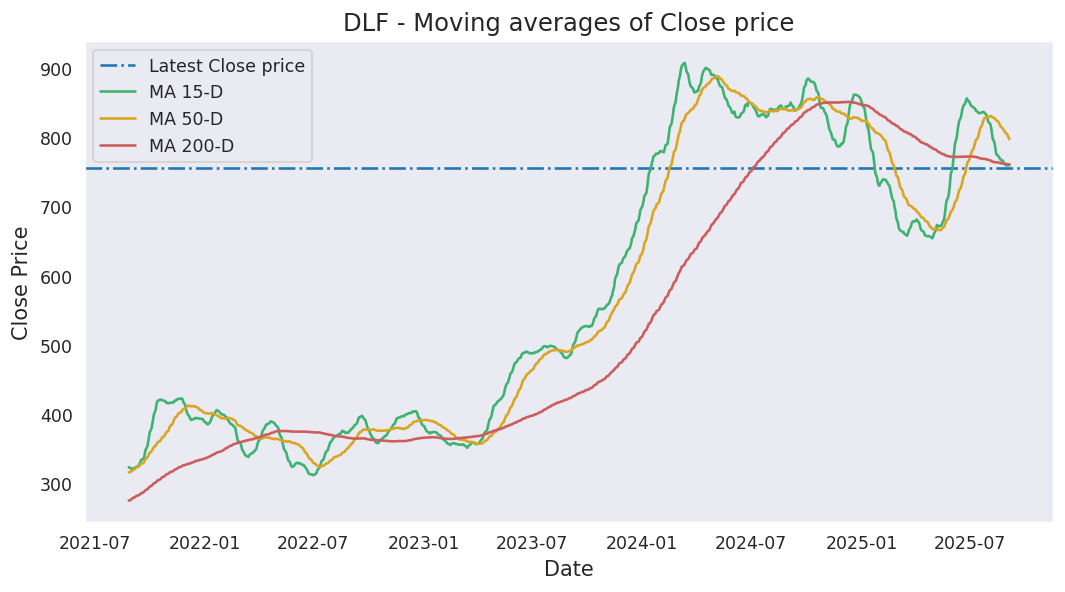 DLF - Moving averages of Close price
Latest Close price
MA 15-D
MA 50-D
MA 200-D
900
800
700
600
500
400
300
Close Price
2021-07 2022-01 2022-07 2023-01 2023-07 2024-01 2024-07 2025-01 2025-07
Date